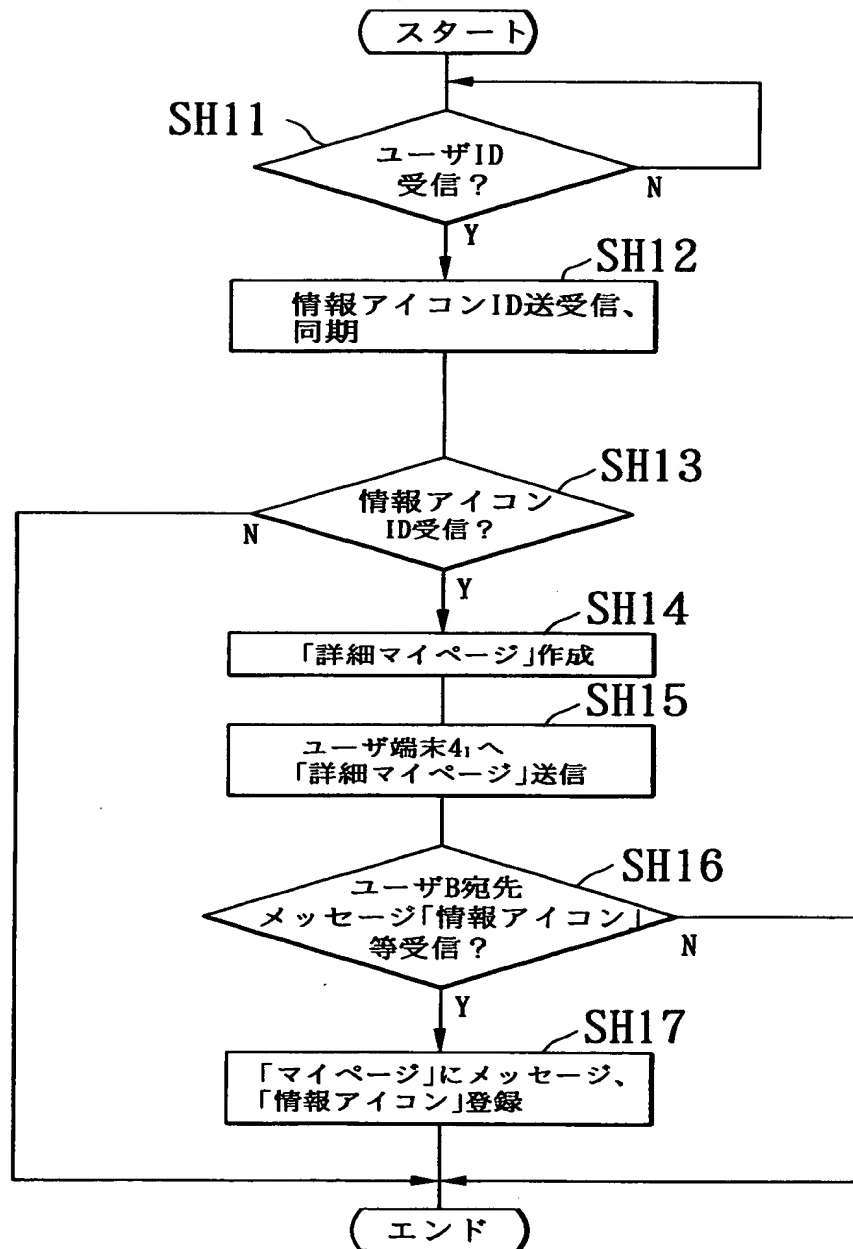 スタート
SH11
ユーザID
受信？
N
Y
SH12
情報アイコンID送受信、
同期
SH13
情報アイコン
ID受信？
N
Y
SH14
「詳細マイページ」作成
SH15
ユーザ端末4₁へ
「詳細マイページ」送信
SH16
ユーザB宛先
メッセージ「情報アイコン」
等受信？
N
Y
SH17
「マイページ」にメッセージ、
「情報アイコン」登録
エンド